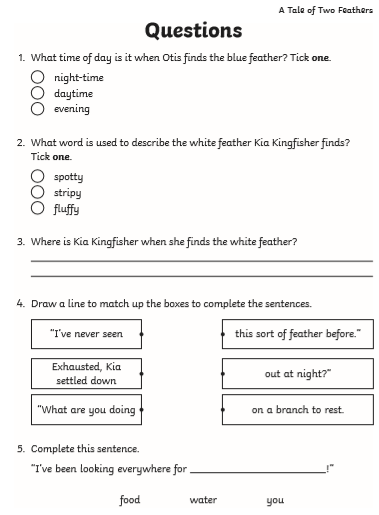 A Tale of Two Feathers
Questions
1. What time of day is it when Otis finds the blue feather? Tick one.
night-time
daytime
evening
2. What word is used to describe the white feather Kia Kingfisher finds?
Tick one.
spotty
stripy
fluffy
3. Where is Kia Kingfisher when she finds the white feather?
4. Draw a line to match up the boxes to complete the sentences.
"I've never seen
this sort of feather before."
Exhausted, Kia
settled down
out at night?"
"What are you doing
on a branch to rest.
5. Complete this sentence.
"I've been looking everywhere for ____________________!"
food water you